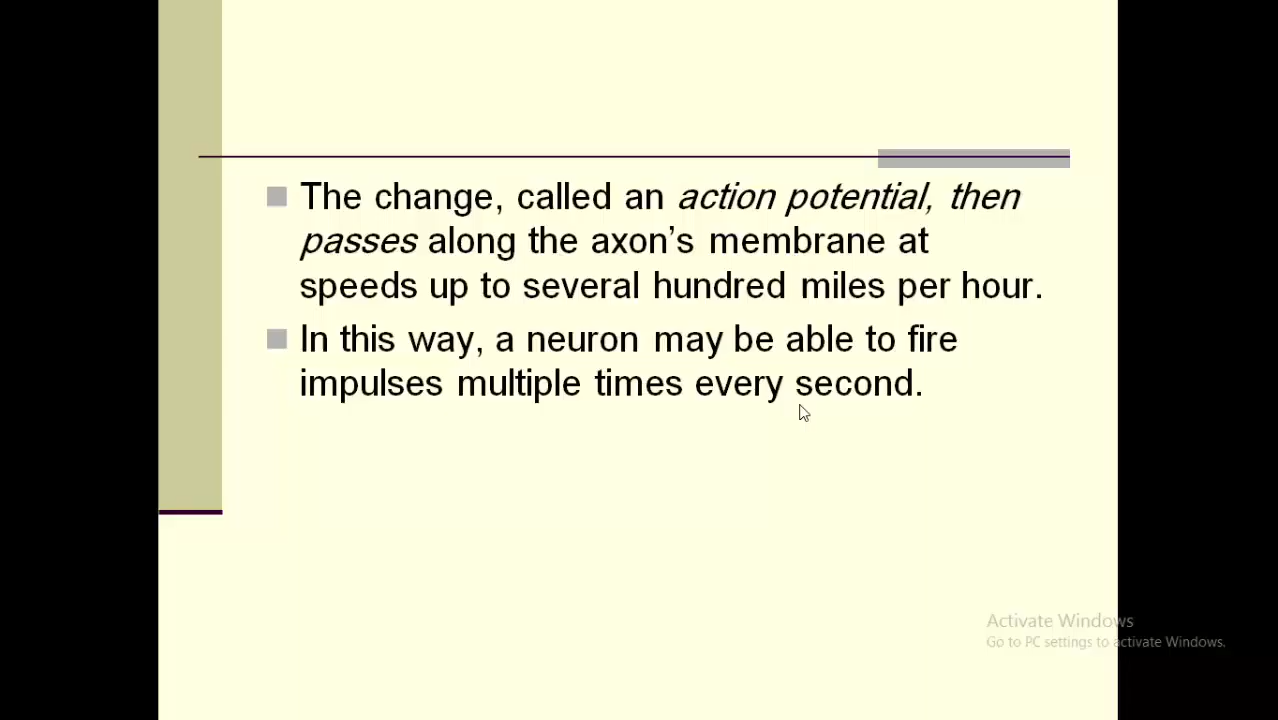 The change, called an action potential, then
passes along the axon’s membrane at
speeds up to several hundred miles per hour.
In this way, a neuron may be able to fire
impulses multiple times every second.
Activate Windows
Go to PC settings to activate Windows.